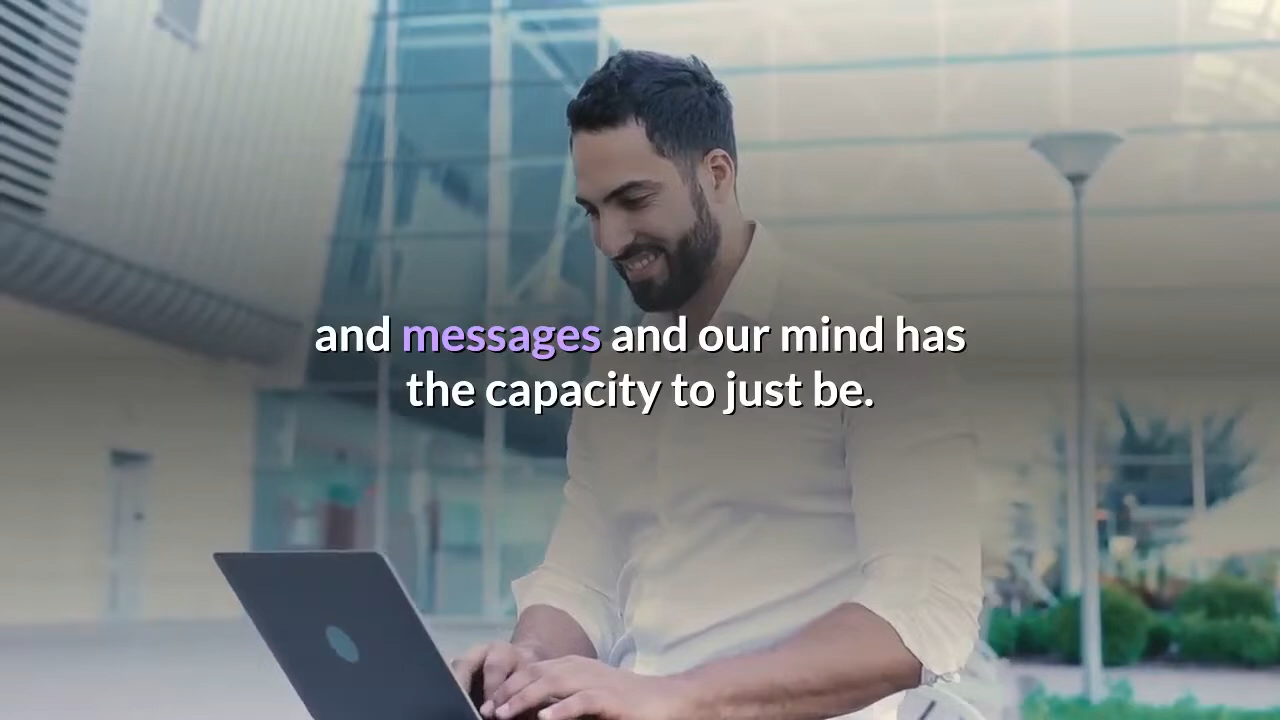 and messages and our mind has
the capacity to just be.